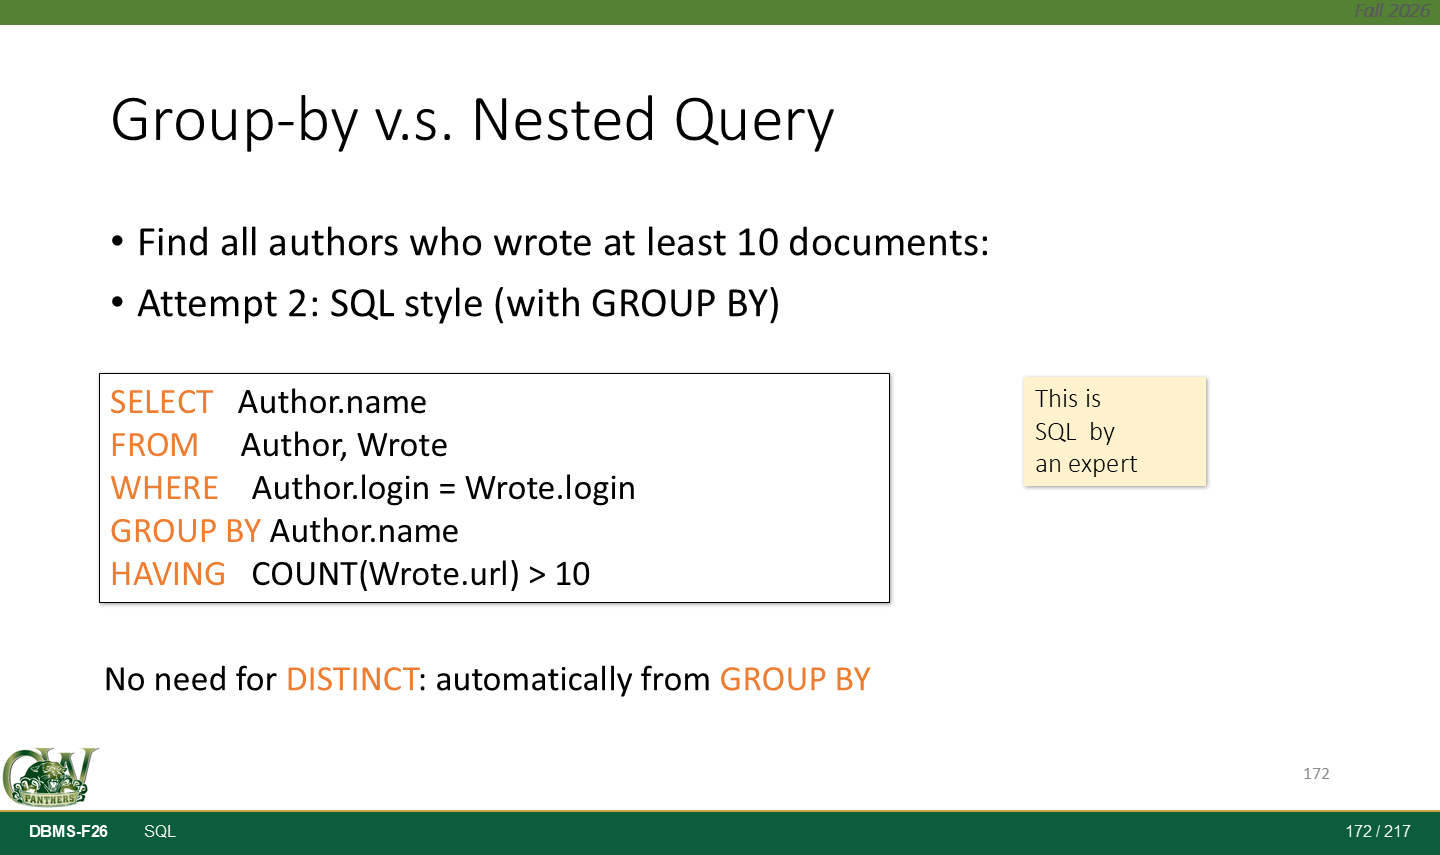 Fall 2026
Group-by v.s. Nested Query
• Find all authors who wrote at least 10 documents:
• Attempt 2: SQL style (with GROUP BY)
SELECT Author.name
FROM Author, Wrote
WHERE Author.login = Wrote.login
GROUP BY Author.name
HAVING COUNT(Wrote.url) > 10
This is
SQL by
an expert
No need for DISTINCT: automatically from GROUP BY
OW
PANTHERS
172
DBMS-F26 SQL 172 / 217